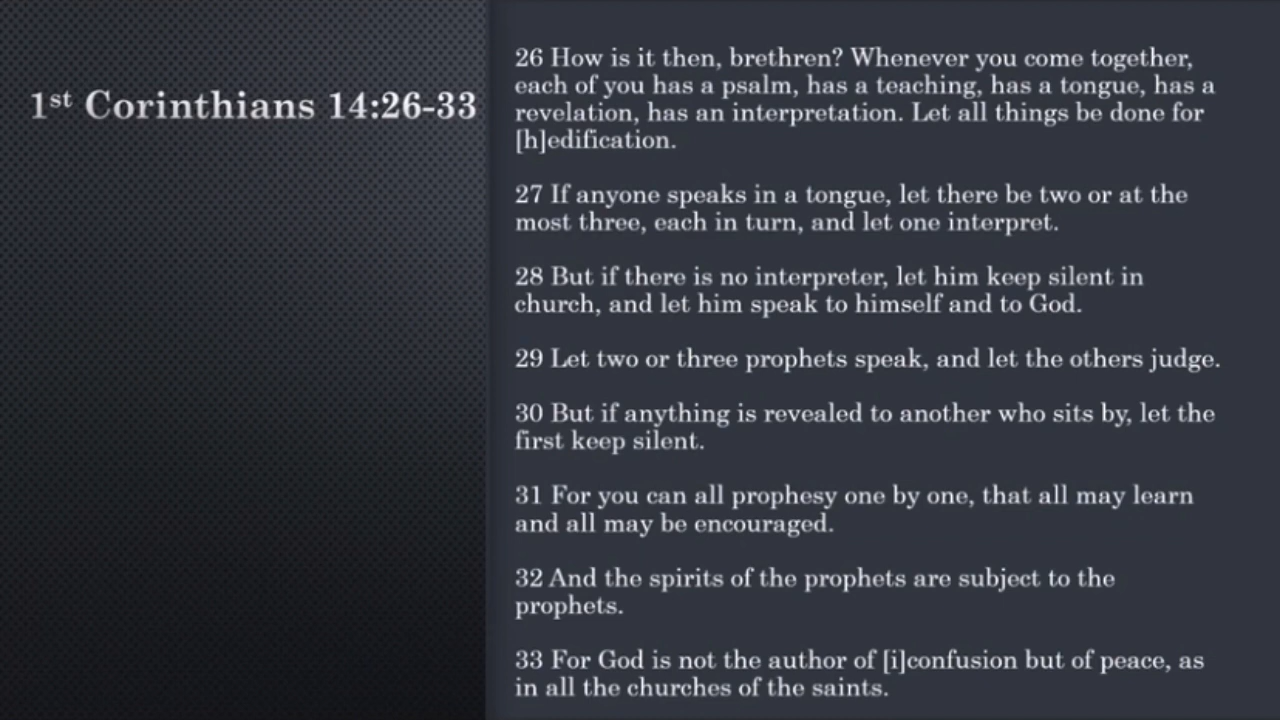 1st Corinthians 14:26-33
26 How is it then, brethren? Whenever you come together,
each of you has a psalm, has a teaching, has a tongue, has a
revelation, has an interpretation. Let all things be done for
[h]edification.
27 If anyone speaks in a tongue, let there be two or at the
most three, each in turn, and let one interpret.
28 But if there is no interpreter, let him keep silent in
church, and let him speak to himself and to God.
29 Let two or three prophets speak, and let the others judge.
30 But if anything is revealed to another who sits by, let the
first keep silent.
31 For you can all prophesy one by one, that all may learn
and all may be encouraged.
32 And the spirits of the prophets are subject to the
prophets.
33 For God is not the author of [i]confusion but of peace, as
in all the churches of the saints.